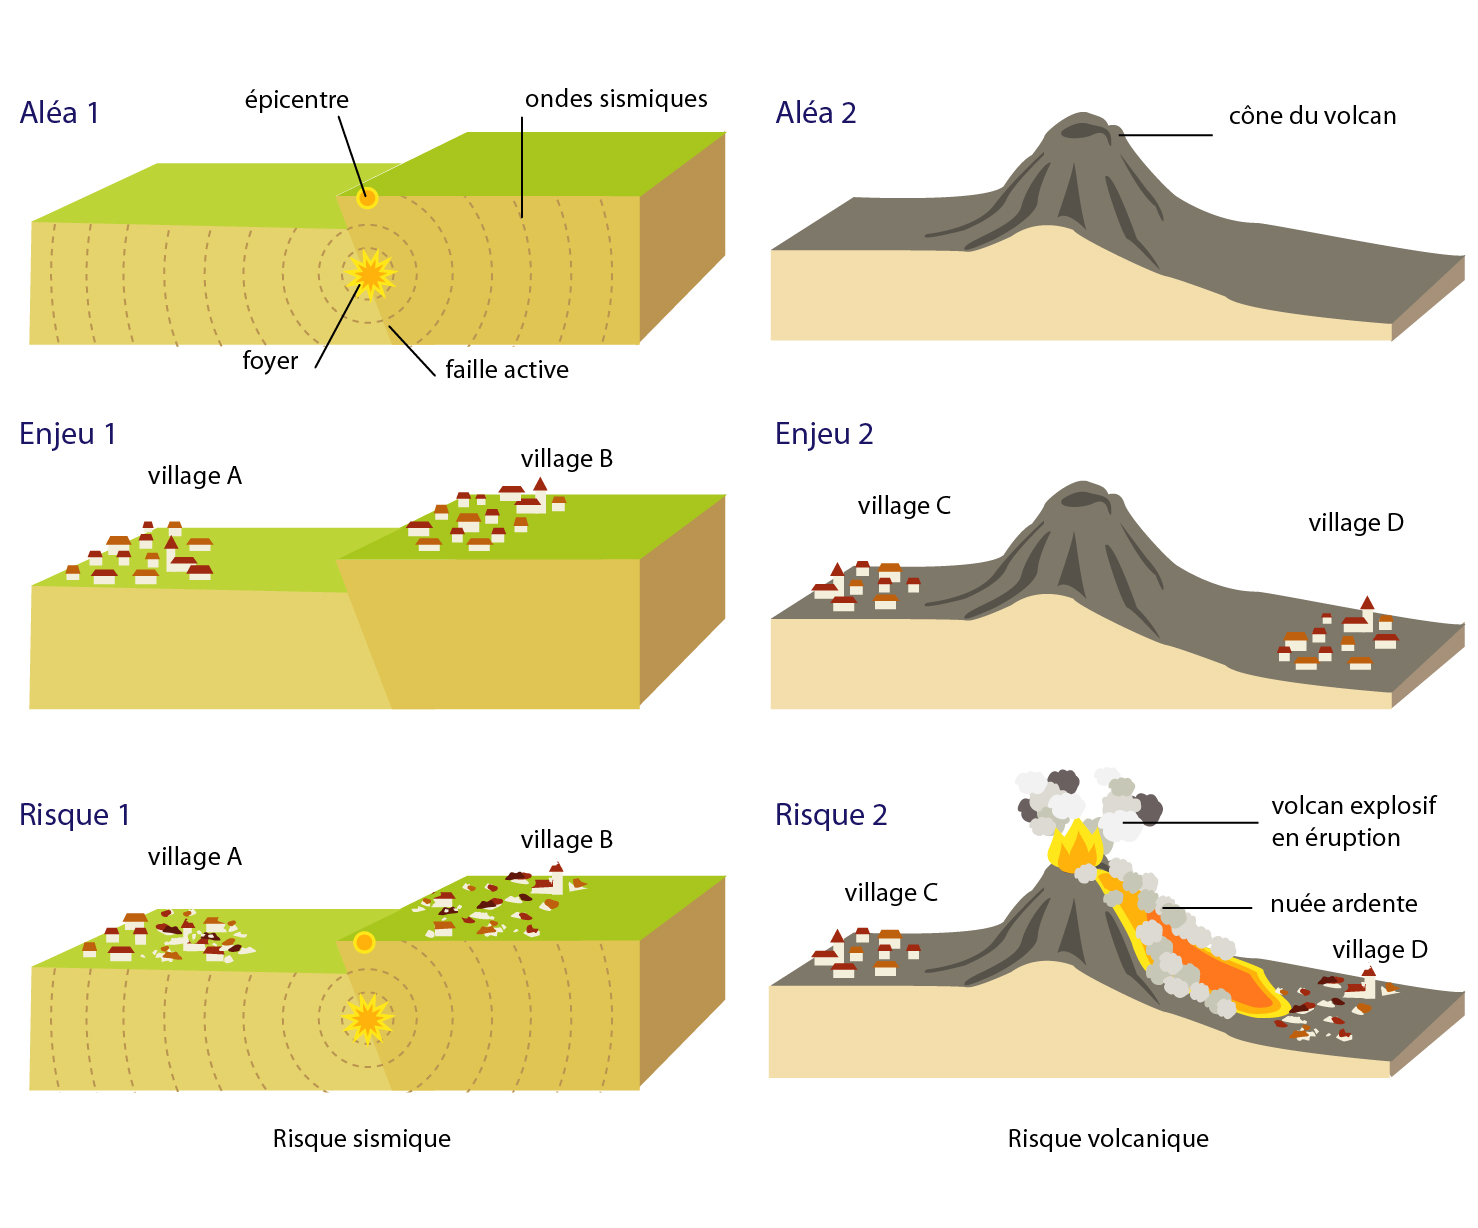 Aléa 1
épicentre
ondes sismiques
foyer
faille active
Aléa 2
cône du volcan
Enjeu 1
village A
village B
Enjeu 2
village C
village D
Risque 1
village A
village B
Risque sismique
Risque 2
volcan explosif
en éruption
village C
nuée ardente
village D
Risque volcanique